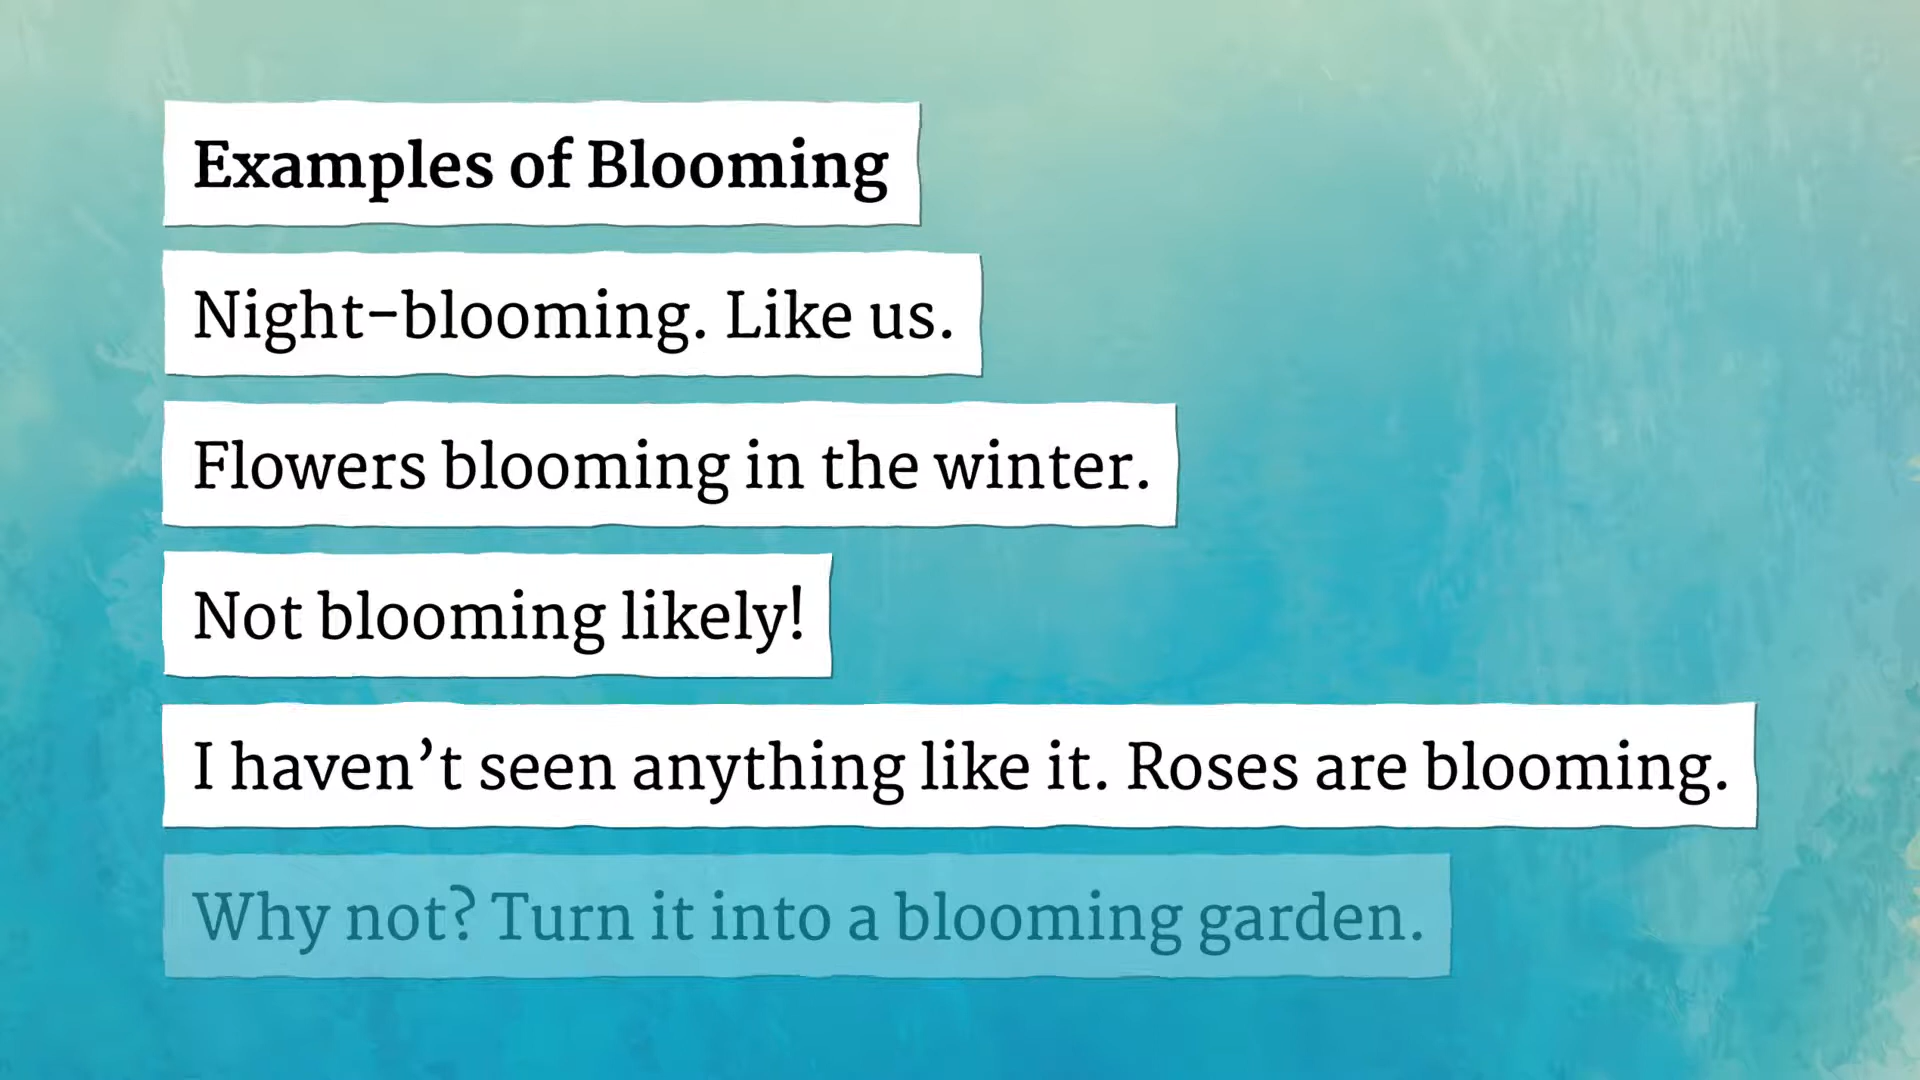 Examples of Blooming
Night-blooming. Like us.
Flowers blooming in the winter.
Not blooming likely!
I haven’t seen anything like it. Roses are blooming.
Why not? Turn it into a blooming garden.